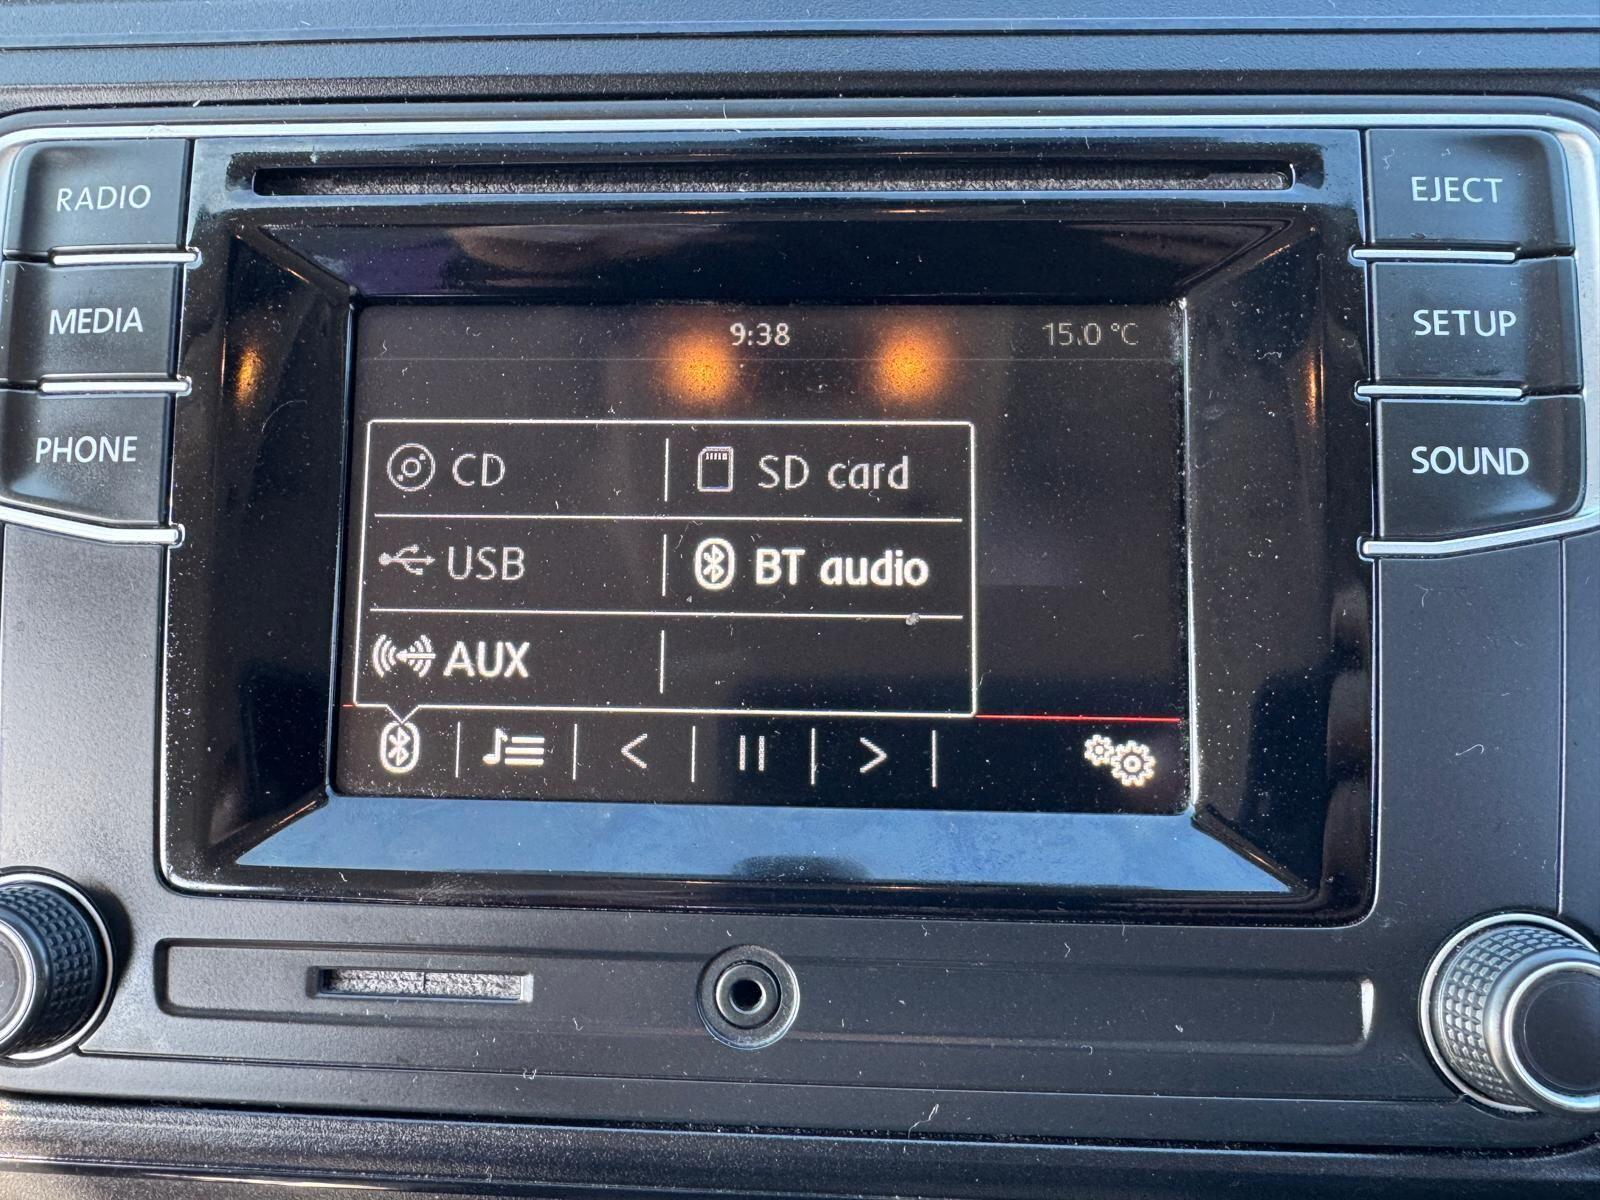 RADIO
MEDIA
PHONE
EJECT
SETUP
SOUND
9:38
15.0 °C
CD
SD card
USB
BT audio
AUX